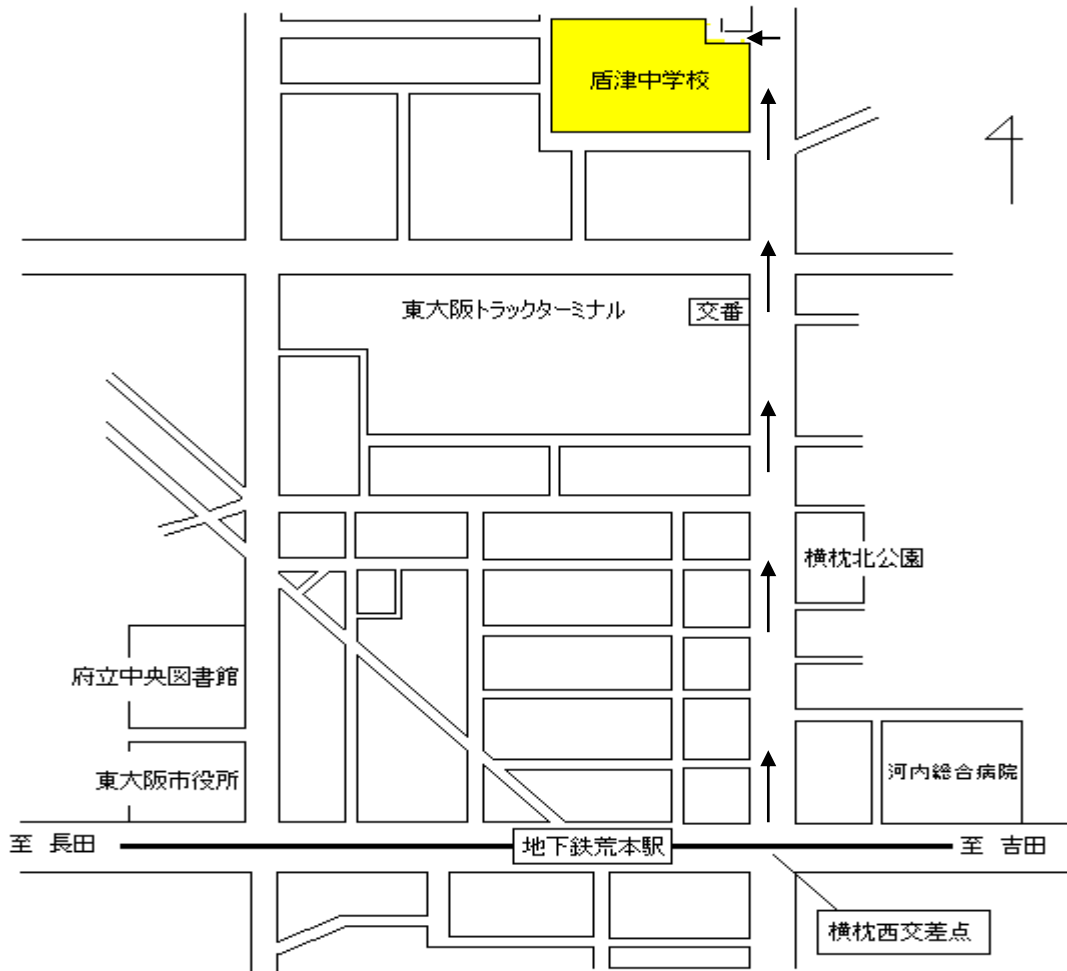 盾津中学校
東大阪トラックターミナル
交番
横枕北公園
府立中央図書館
東大阪市役所
河内総合病院
至 長田
地下鉄荒本駅
至 吉田
横枕西交差点